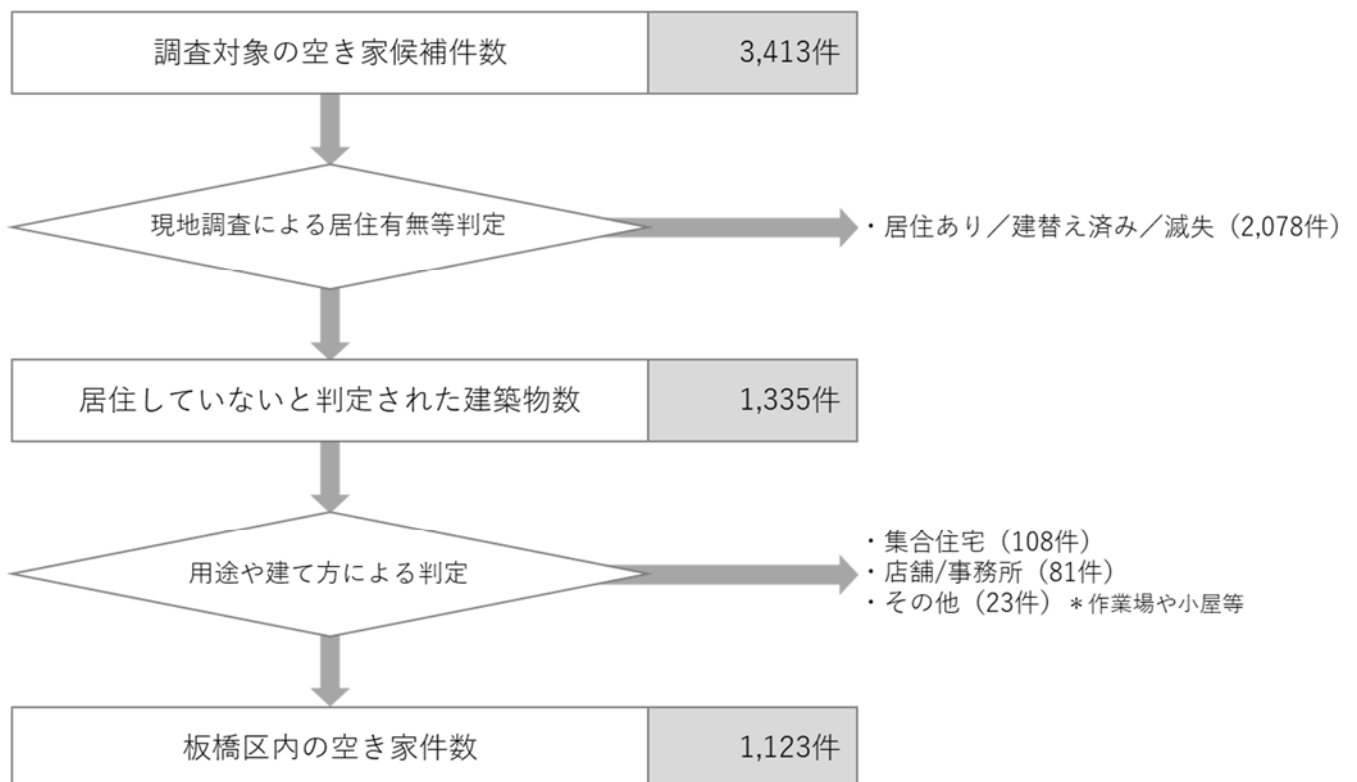 調査対象の空き家候補件数 3,413件
現地調査による居住有無等判定
・居住あり／建替え済み／滅失（2,078件）
居住していないと判定された建築物数 1,335件
用途や建て方による判定
・集合住宅（108件）
・店舗/事務所（81件）
・その他（23件）＊作業場や小屋等
板橋区内の空き家件数 1,123件